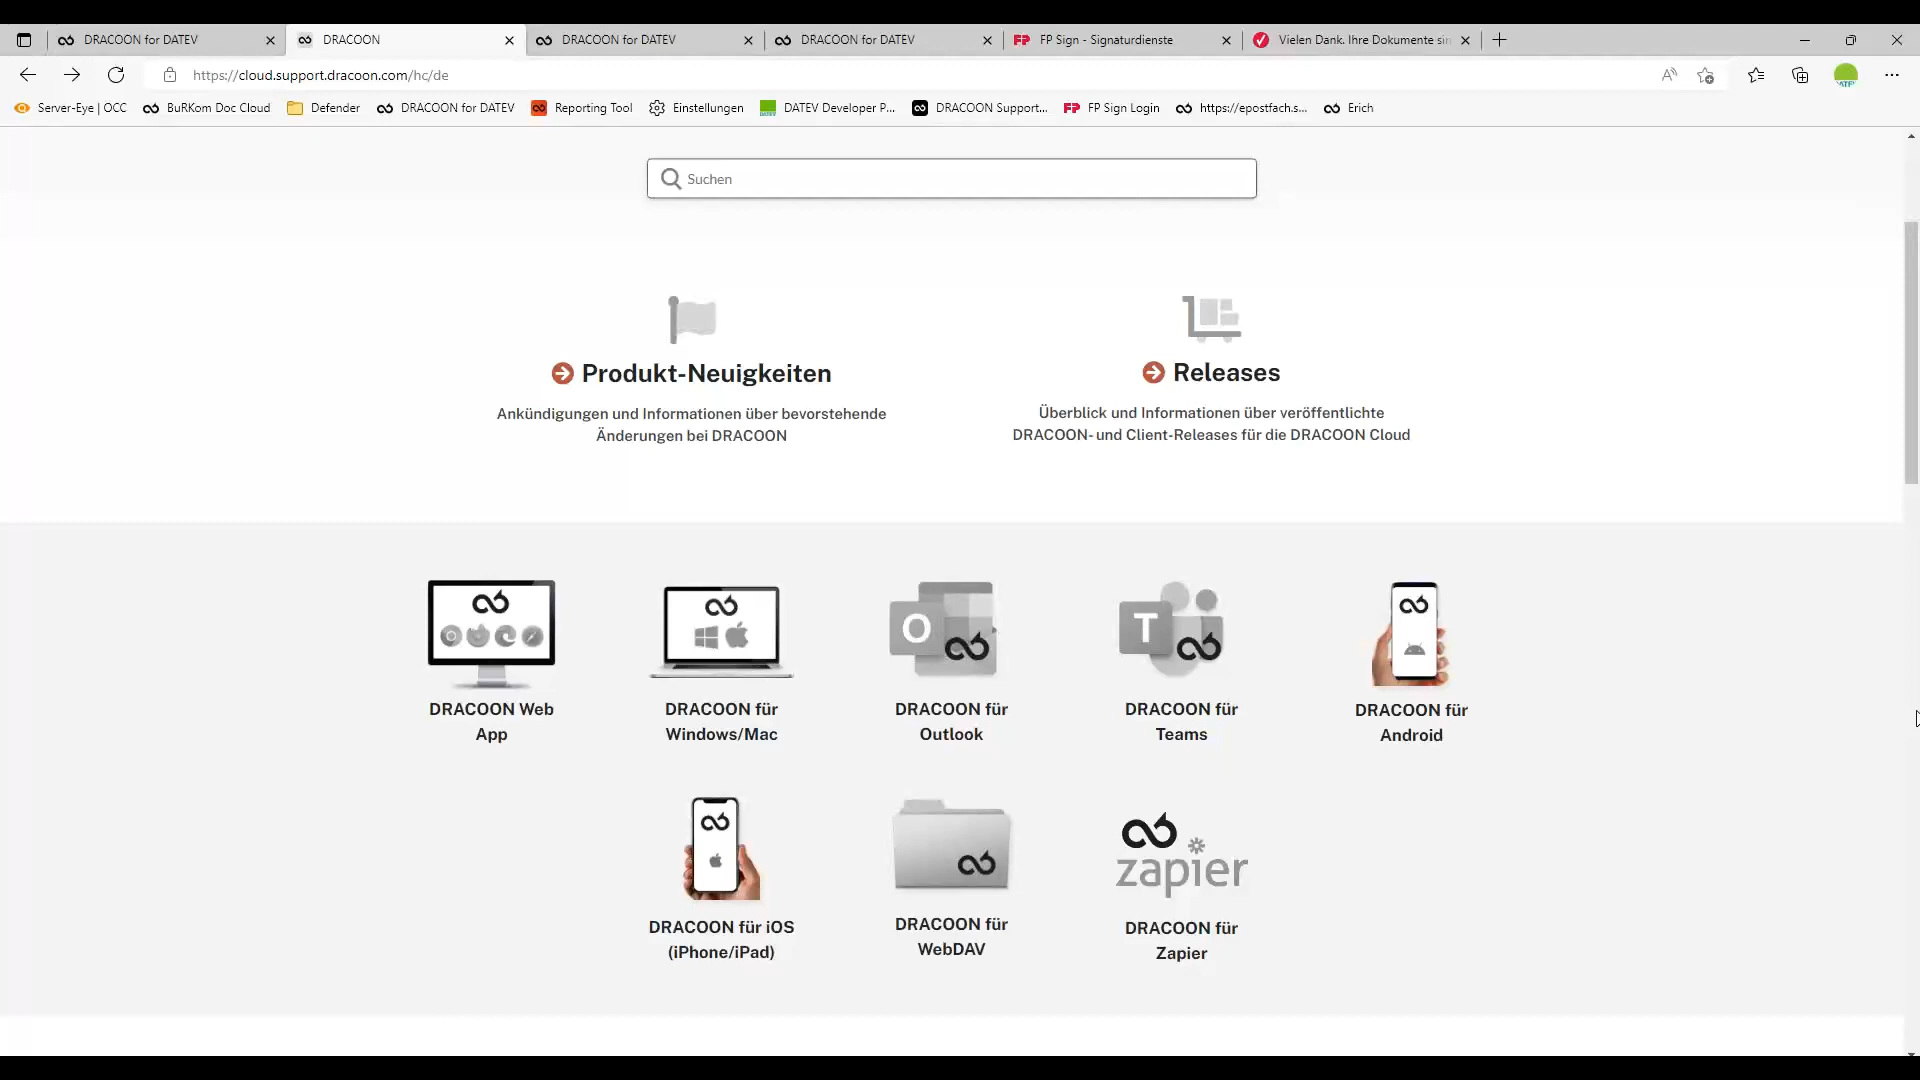 DRACOON for DATEV
DRACOON
DRACOON for DATEV
DRACOON for DATEV
FP Sign - Signaturdienste
Vielen Dank. Ihre Dokumente sin
https://cloud.support.dracoon.com/hc/de
Server-Eye | OCC
BuRKom Doc Cloud
Defender
DRACOON for DATEV
Reporting Tool
Einstellungen
DATEV Developer P...
DRACOON Support...
FP Sign Login
https://epostfach.s...
Erich
Suchen
Produkt-Neuigkeiten
Ankündigungen und Informationen über bevorstehende
Änderungen bei DRACOON
Releases
Überblick und Informationen über veröffentlichte
DRACOON- und Client-Releases für die DRACOON Cloud
DRACOON Web
App
DRACOON für
Windows/Mac
DRACOON für
Outlook
DRACOON für
Teams
DRACOON für
Android
zapier
DRACOON für iOS
(iPhone/iPad)
DRACOON für
WebDAV
DRACOON für
Zapier